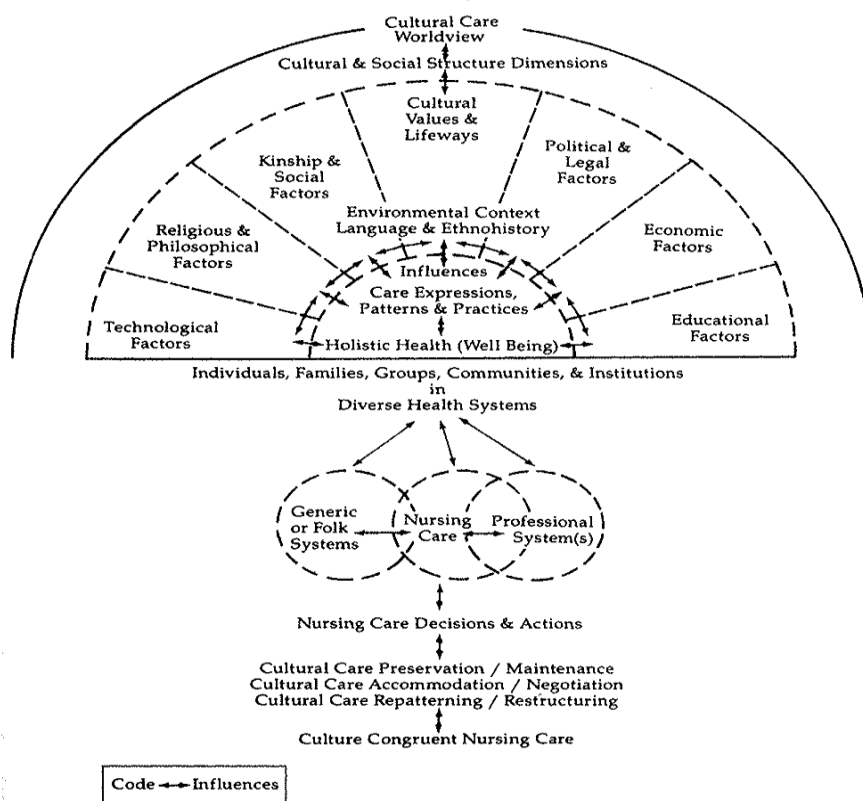 Cultural Care
Worldview
Cultural & Social Structure Dimensions
Cultural
Values &
Lifeways
Kinship &
Social
Factors
Political &
Legal
Factors
Religious &
Philosophical
Factors
Environmental Context
Language & Ethnohistory
Economic
Factors
Influences
Care Expressions,
Patterns & Practices
Technological
Factors
Educational
Factors
Holistic Health (Well Being)
Individuals, Families, Groups, Communities, & Institutions
in
Diverse Health Systems
Generic
or Folk
Systems
Nursing
Care
Professional
System(s)
Nursing Care Decisions & Actions
Cultural Care Preservation / Maintenance
Cultural Care Accommodation / Negotiation
Cultural Care Repatterning / Restructuring
Culture Congruent Nursing Care
Code Influences